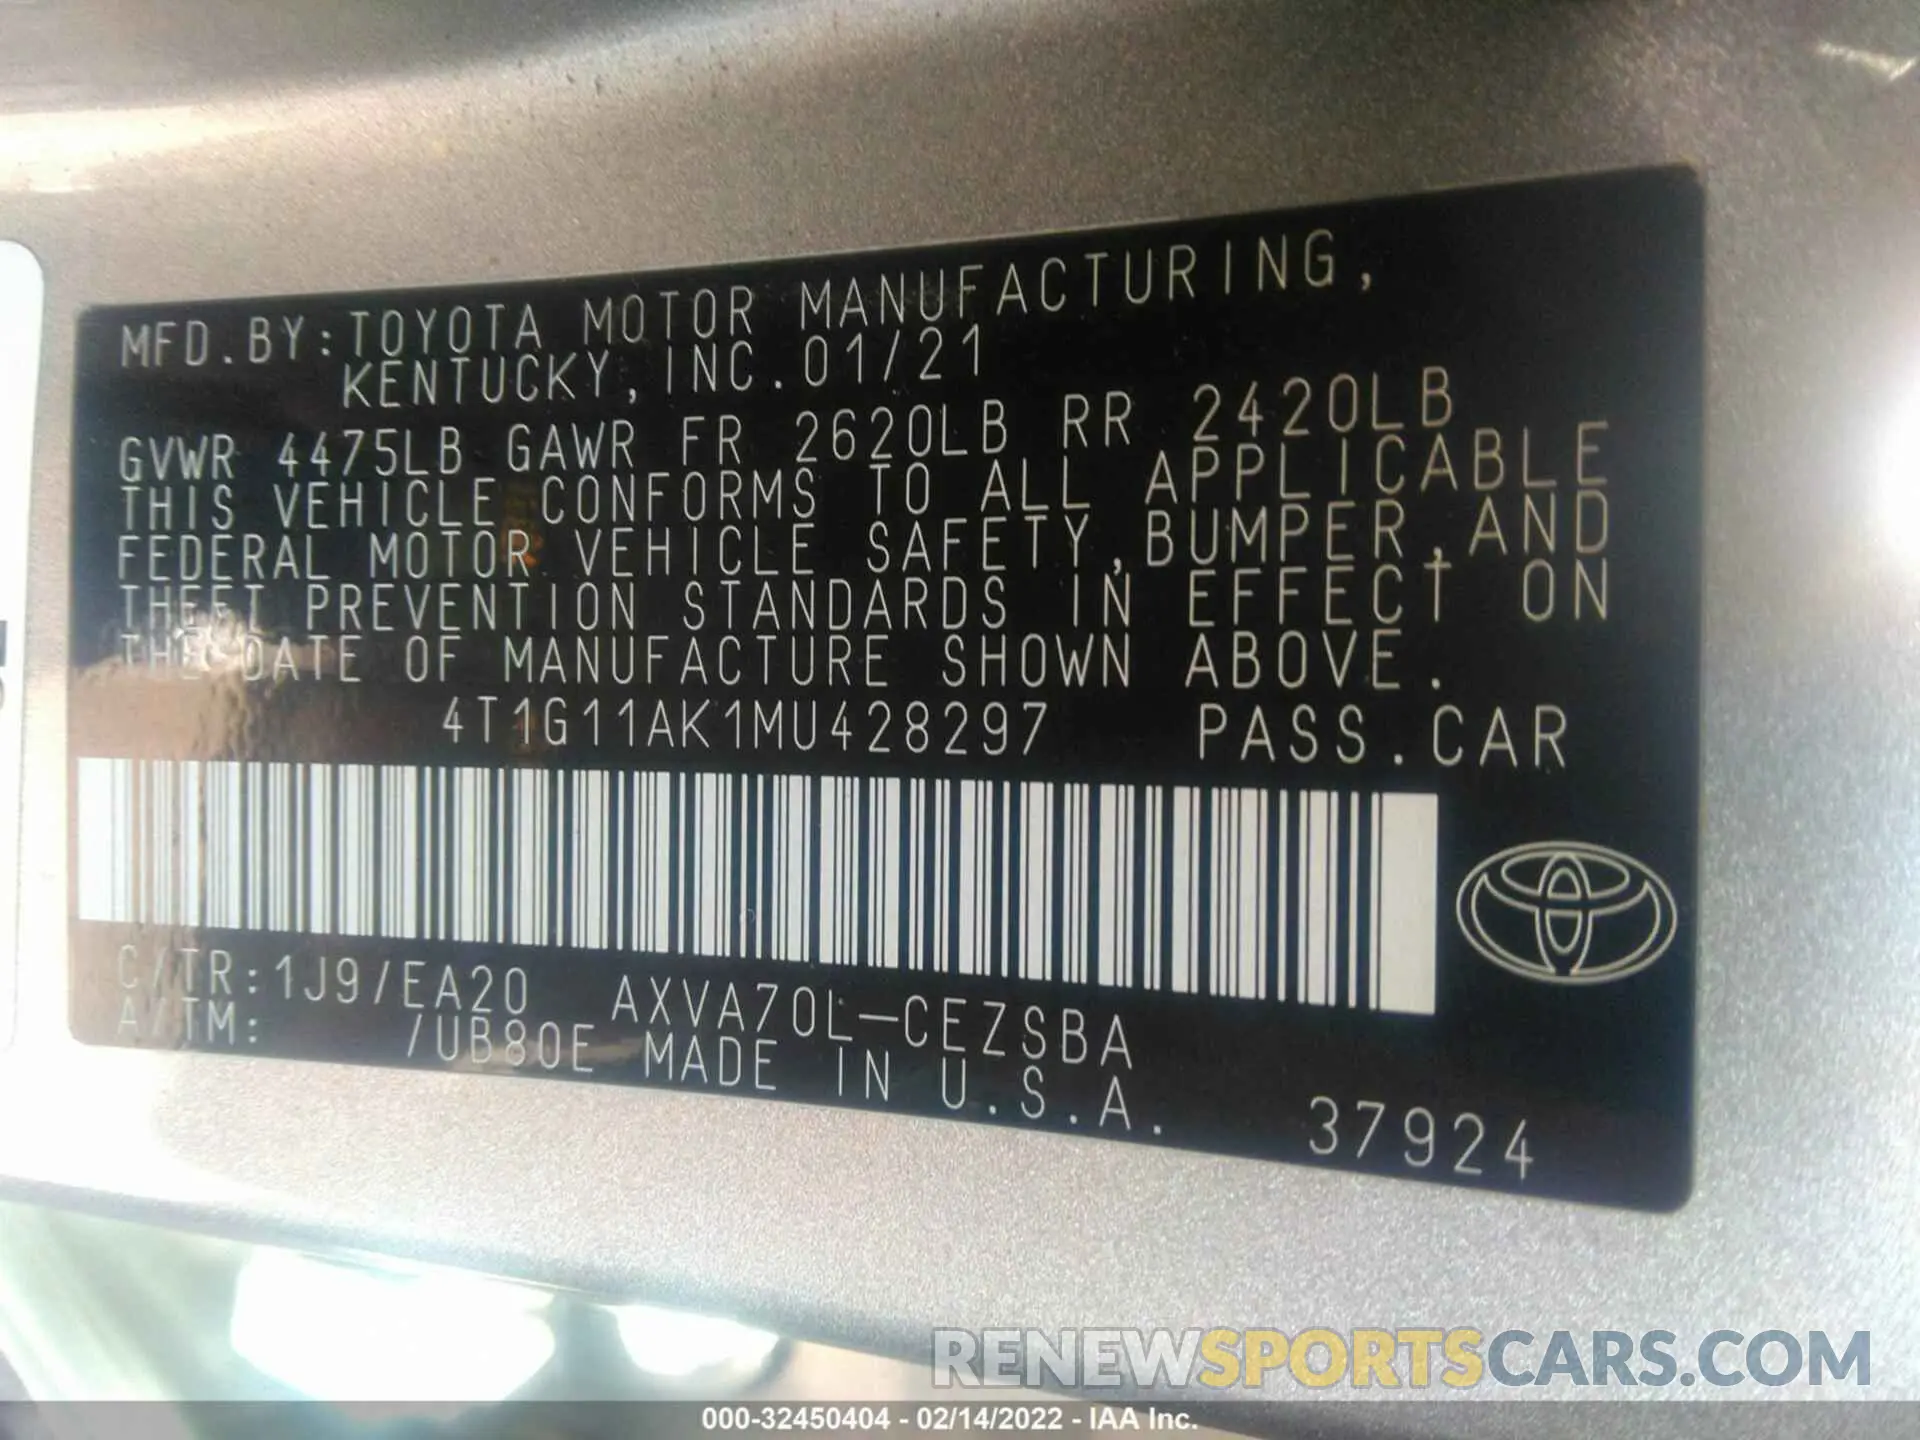 MFD.BY:TOYOTA MOTOR MANUFACTURING,
KENTUCKY, INC.01/21
GVWR 4475LB GAWR FR 2620LB RR 2420LB
THIS VEHICLE CONFORMS TO ALL APPLICABLE
FEDERAL MOTOR VEHICLE SAFETY,BUMPER,AND
THEFT PREVENTION STANDARDS IN EFFECT ON
THE DATE OF MANUFACTURE SHOWN ABOVE.
4T1G11AK1MU428297 PASS.CAR
C/TR:1J9/EA20 AXVA70L-CEZSBA
A/TM: /UB80E MADE IN U.S.A.
37924
RENEWSPORTSCARS.COM
000-32450404 - 02/14/2022 - IAA Inc.